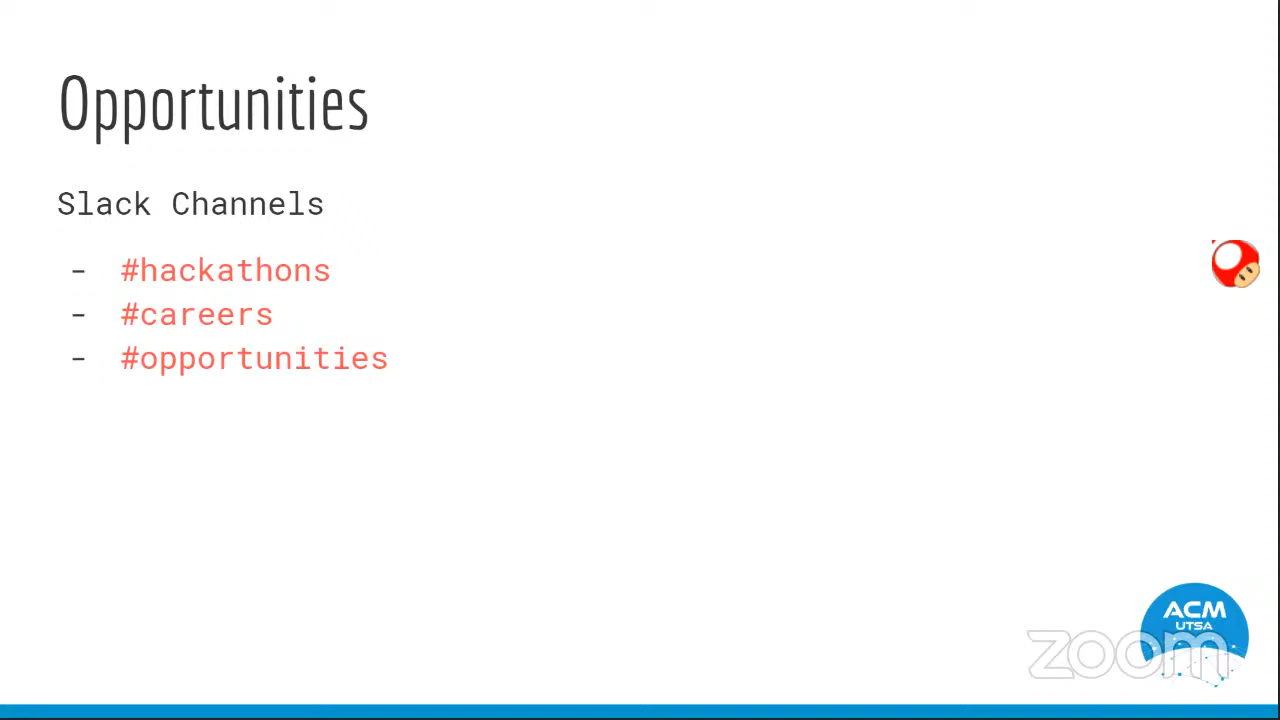 Opportunities
Slack Channels
- #hackathons
- #careers
- #opportunities
ACM
UTSA
zoom